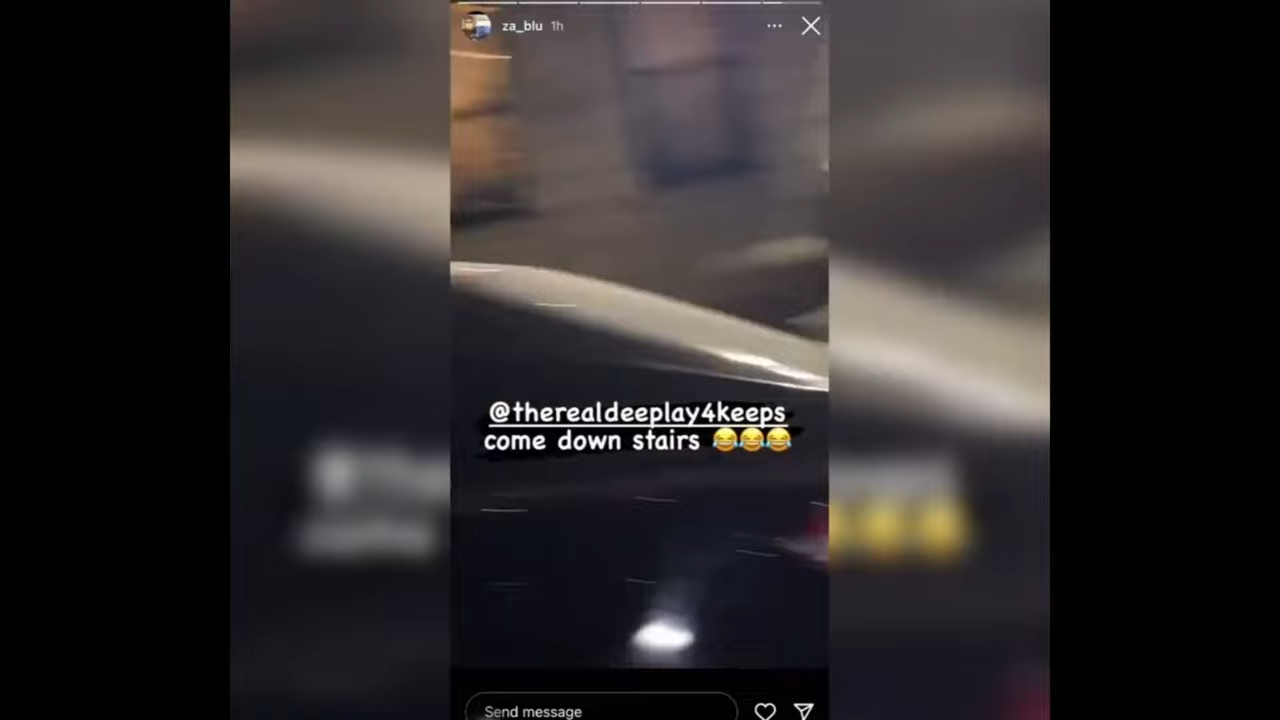 za_blu 1h
@therealdeeplay4keeps
come down stairs 😂😂😂
Send message